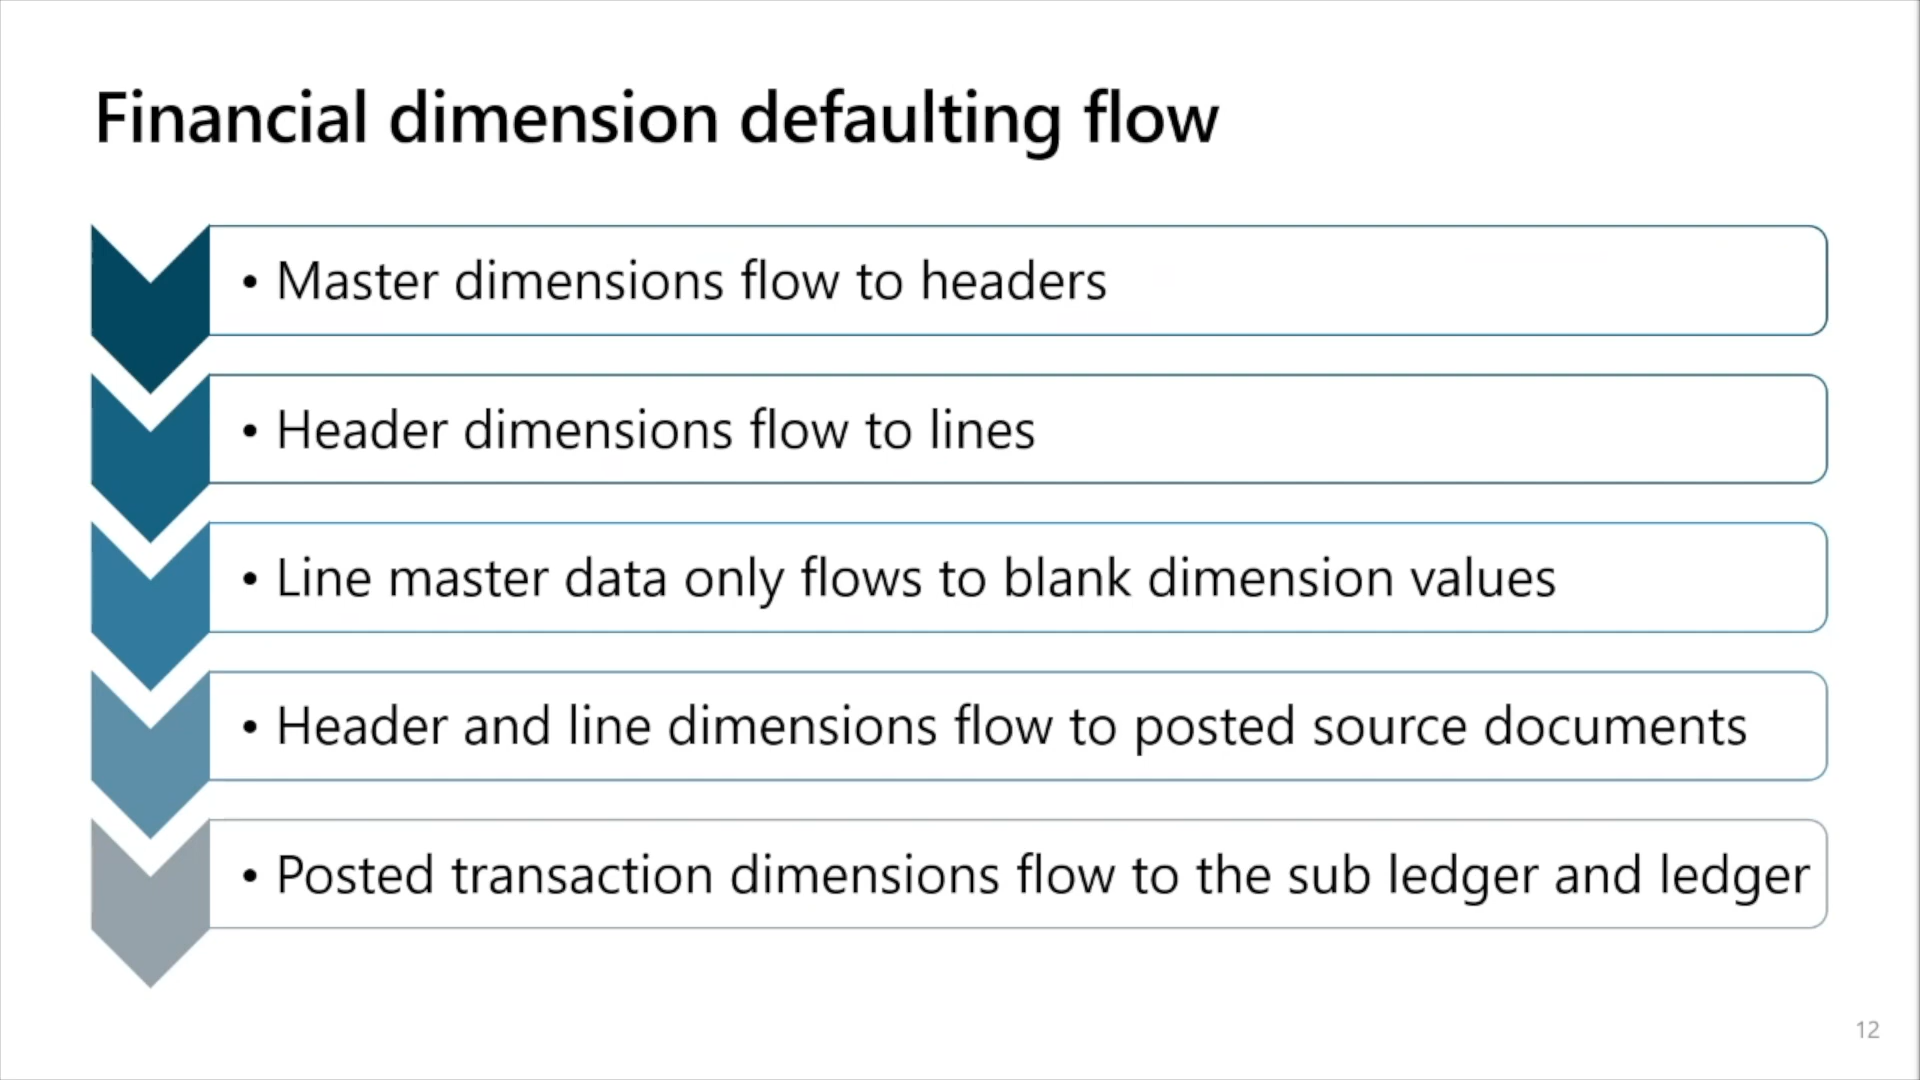 Financial dimension defaulting flow
• Master dimensions flow to headers
• Header dimensions flow to lines
• Line master data only flows to blank dimension values
• Header and line dimensions flow to posted source documents
• Posted transaction dimensions flow to the sub ledger and ledger
12